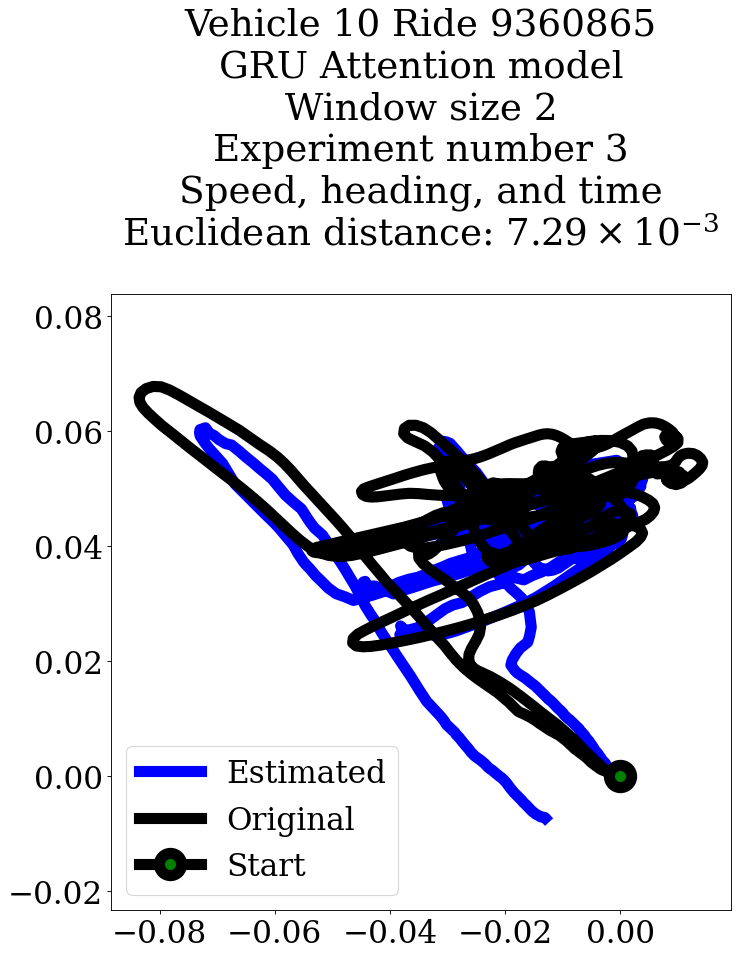 Vehicle 10 Ride 9360865
GRU Attention model
Window size 2
Experiment number 3
Speed, heading, and time
Euclidean distance: 7.29 × 10⁻³
0.08
0.06
0.04
0.02
0.00
−0.02
Estimated
Original
Start
−0.08 −0.06 −0.04 −0.02 0.00